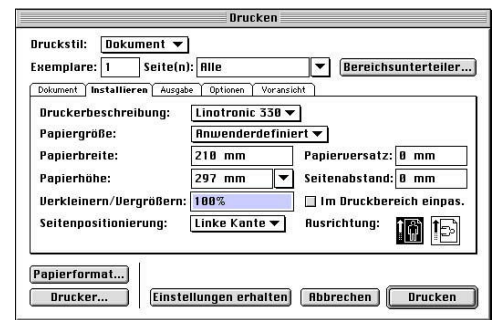 Drucken
Druckstil: Dokument
Exemplare: 1 Seite(n): Alle Bereichsunterteiler...
Dokument Installieren Ausgabe Optionen Voransicht
Druckerbeschreibung: Linotronic 330
Papiergröße: Anwenderdefiniert
Papierbreite: 210 mm Papierversatz: 0 mm
Papierhöhe: 297 mm Seitenabstand: 0 mm
Verkleinern/Vergrößern: 100% Im Druckbereich einpas.
Seitenpositionierung: Linke Kante Ausrichtung:
Papierformat...
Drucker... Einstellungen erhalten Abbrechen Drucken